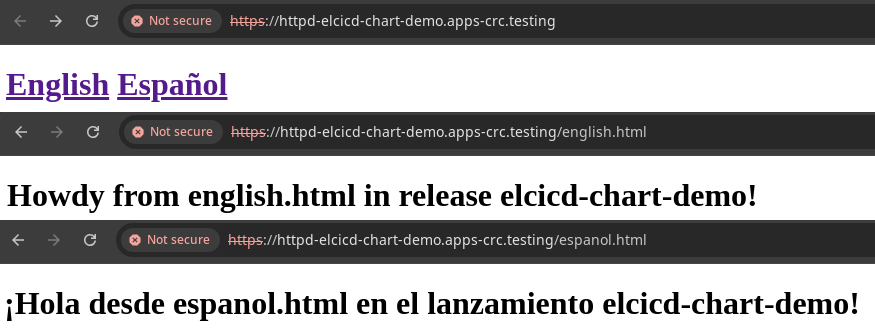 Not secure https://httpd-elcicd-chart-demo.apps-crc.testing
English Español
Not secure https://httpd-elcicd-chart-demo.apps-crc.testing/english.html
Howdy from english.html in release elcicd-chart-demo!
Not secure https://httpd-elcicd-chart-demo.apps-crc.testing/espanol.html
¡Hola desde espanol.html en el lanzamiento elcicd-chart-demo!